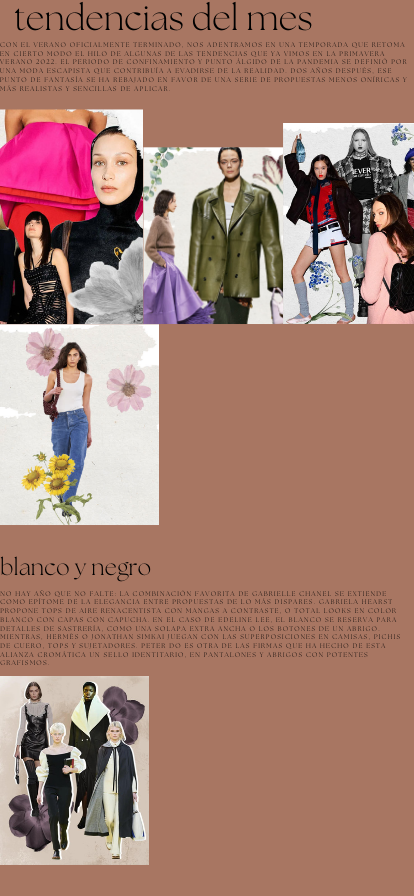 tendencias del mes
CON EL VERANO OFICIALMENTE TERMINADO, NOS ADENTRAMOS EN UNA TEMPORADA QUE RETOMA
EN CIERTO MODO EL HILO DE ALGUNAS DE LAS TENDENCIAS QUE YA VIMOS EN LA PRIMAVERA
VERANO 2022. EL PERIODO DE CONFINAMIENTO Y PUNTO ÁLGIDO DE LA PANDEMIA SE DEFINIÓ POR
UNA MODA ESCAPISTA QUE CONTRIBUÍA A EVADIRSE DE LA REALIDAD. DOS AÑOS DESPUÉS, ESE
PUNTO DE FANTASÍA SE HA REBAJADO EN FAVOR DE UNA SERIE DE PROPUESTAS MENOS ONÍRICAS Y
MÁS REALISTAS Y SENCILLAS DE APLICAR.
blanco y negro
NO HAY AÑO QUE NO FALTE: LA COMBINACIÓN FAVORITA DE GABRIELLE CHANEL SE EXTIENDE
COMO EPÍTOME DE LA ELEGANCIA ENTRE PROPUESTAS DE LO MÁS DISPARES. GABRIELA HEARST
PROPONE TOPS DE AIRE RENACENTISTA CON MANGAS A CONTRASTE, O TOTAL LOOKS EN COLOR
BLANCO CON CAPAS CON CAPUCHA. EN EL CASO DE EDELINE LEE, EL BLANCO SE RESERVA PARA
DETALLES DE SASTRERÍA, COMO UNA SOLAPA EXTRA ANCHA O LOS BOTONES DE UN ABRIGO.
MIENTRAS, HERMÈS O JONATHAN SIMKAI JUEGAN CON LAS SUPERPOSICIONES EN CAMISAS, PICHIS
DE CUERO, TOPS Y SUJETADORES. PETER DO ES OTRA DE LAS FIRMAS QUE HA HECHO DE ESTA
ALIANZA CROMÁTICA UN SELLO IDENTITARIO, EN PANTALONES Y ABRIGOS CON POTENTES
GRAFISMOS.